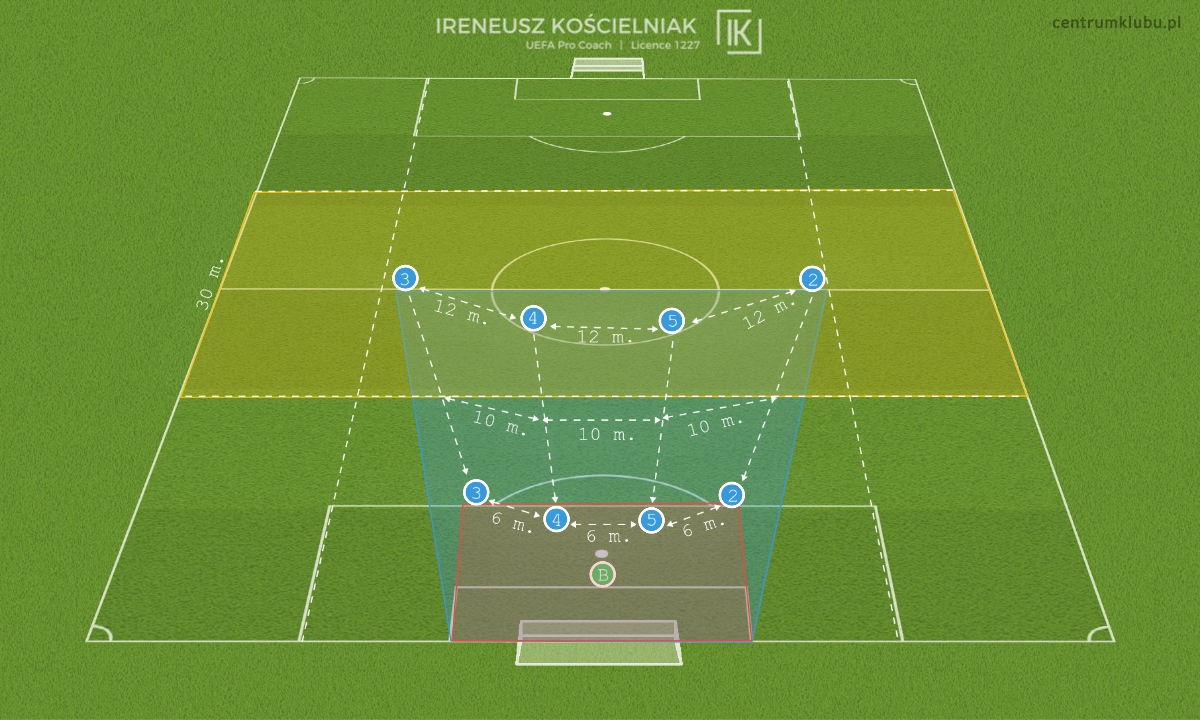 IRENEUSZ KOŚCIELNIAK
UEFA Pro Coach | Licence 1227
IK
centrumklubu.pl
30 m.
3
2
4
5
12 m.
12 m.
12 m.
10 m.
10 m.
10 m.
3
2
4
5
6 m.
6 m.
6 m.
B